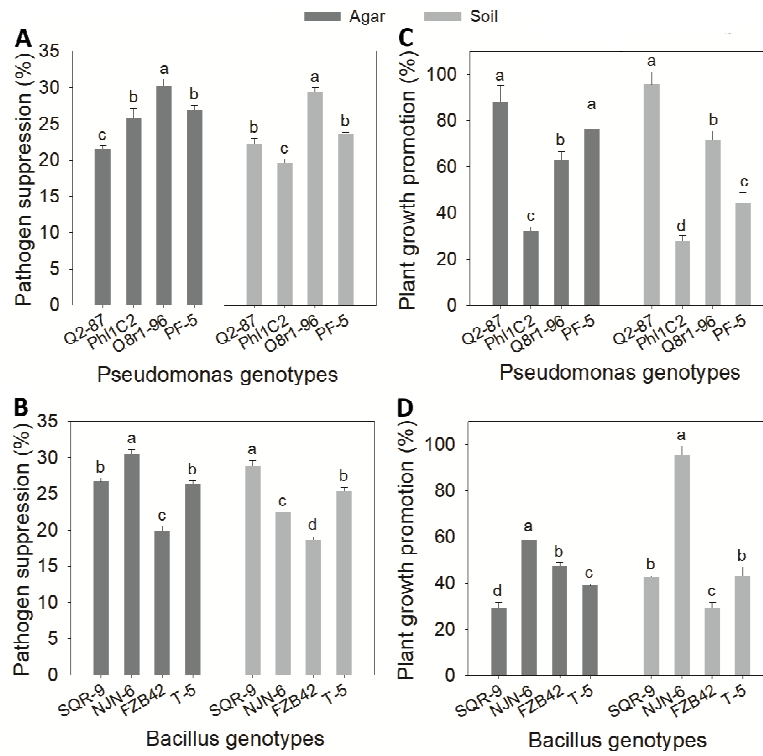 Agar Soil
A
Pathogen suppression (%)
35
30
25
20
15
10
5
0
c b a b b c a b
Q2-87 Phl1C2 O8r1-96 PF-5 Q2-87 Phl1C2 O8r1-96 PF-5
Pseudomonas genotypes
C
Plant growth promotion (%)
100
80
60
40
20
0
a c b a a d b c
Q2-87 Phl1C2 Q8r1-96 PF-5 Q2-87 Phl1C2 Q8r1-96 PF-5
Pseudomonas genotypes
B
Pathogen suppression (%)
35
30
25
20
15
10
5
0
b a c b a c d b
SQR-9 NJN-6 FZB42 T-5 SQR-9 NJN-6 FZB42 T-5
Bacillus genotypes
D
Plant growth promotion (%)
100
80
60
40
20
0
d a b c b a c b
SQR-9 NJN-6 FZB42 T-5 SQR-9 NJN-6 FZB42 T-5
Bacillus genotypes